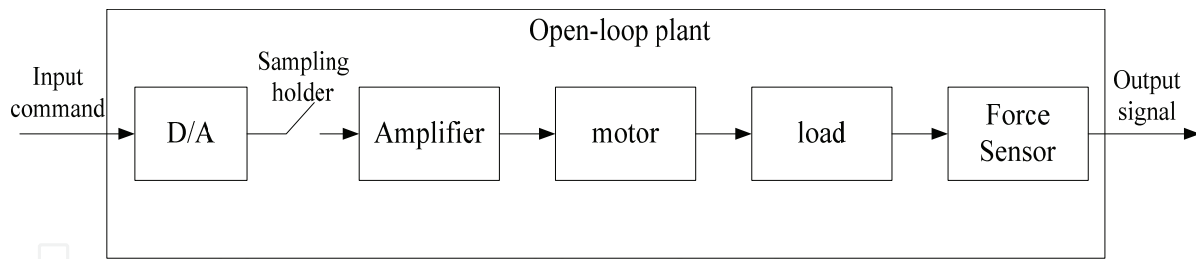 Open-loop plant
Input
command
D/A
Sampling
holder
Amplifier
motor
load
Force
Sensor
Output
signal